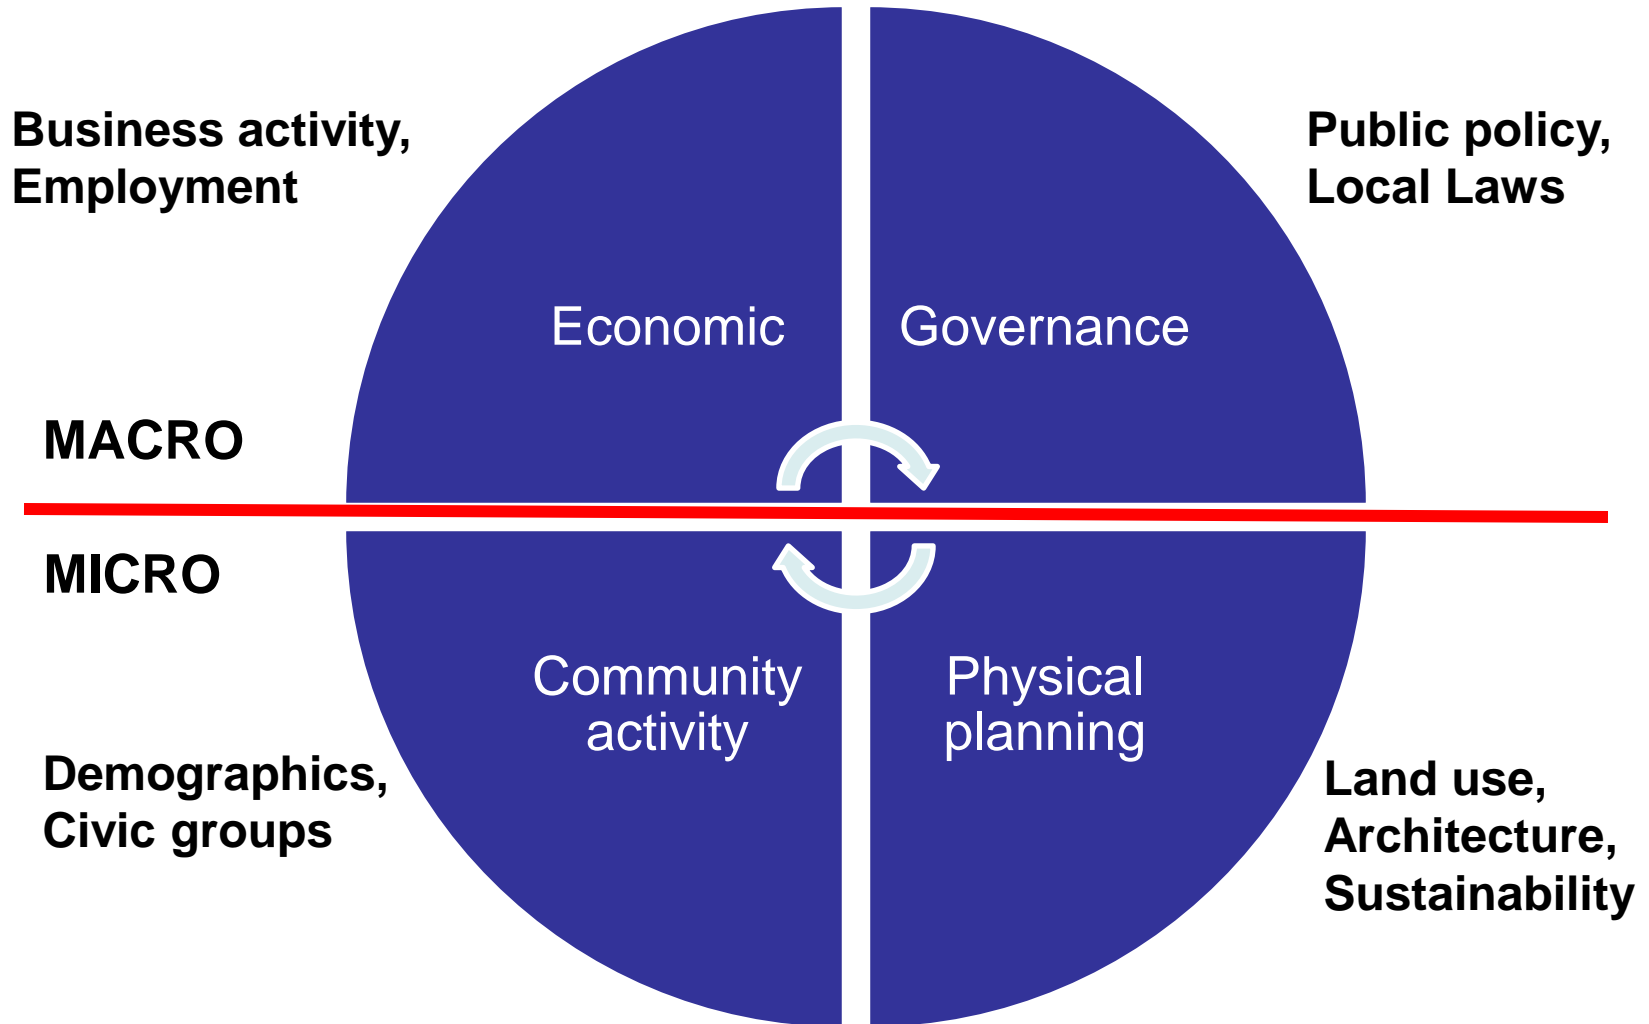 Business activity,
Employment
Public policy,
Local Laws
Economic
Governance
MACRO
MICRO
Community
activity
Physical
planning
Demographics,
Civic groups
Land use,
Architecture,
Sustainability